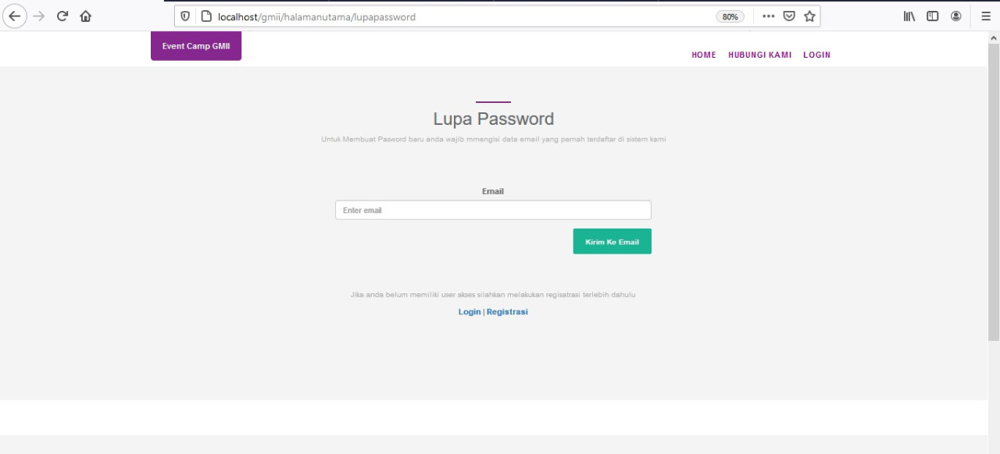 localhost/gmii/halamanutama/lupapassword
80%
Event Camp GMII
HOME HUBUNGI KAMI LOGIN
Lupa Password
Untuk Membuat Pasword baru anda wajib mmengisi data email yang pernah terdaftar di sistem kami
Email
Enter email
Kirim Ke Email
Jika anda belum memiliki user akses silahkan melakukan regisatrasi terlebih dahulu
Login | Registrasi